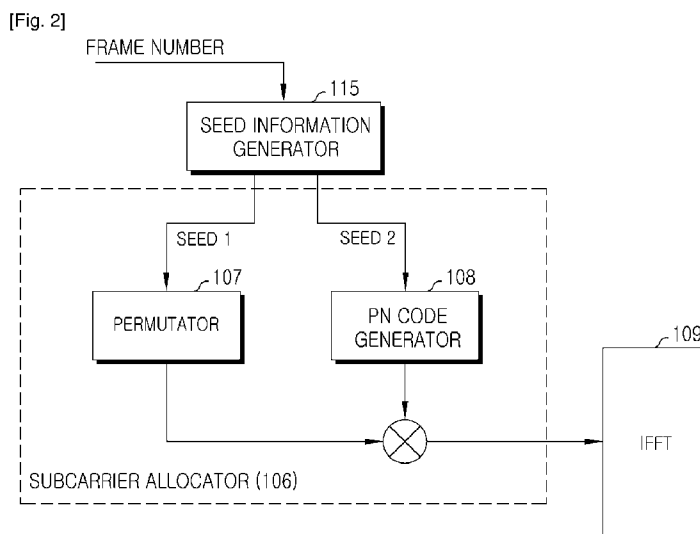 [Fig. 2]
FRAME NUMBER
115
SEED INFORMATION
GENERATOR
SEED 1
SEED 2
107
108
PERMUTATOR
PN CODE
GENERATOR
109
IFFT
SUBCARRIER ALLOCATOR (106)